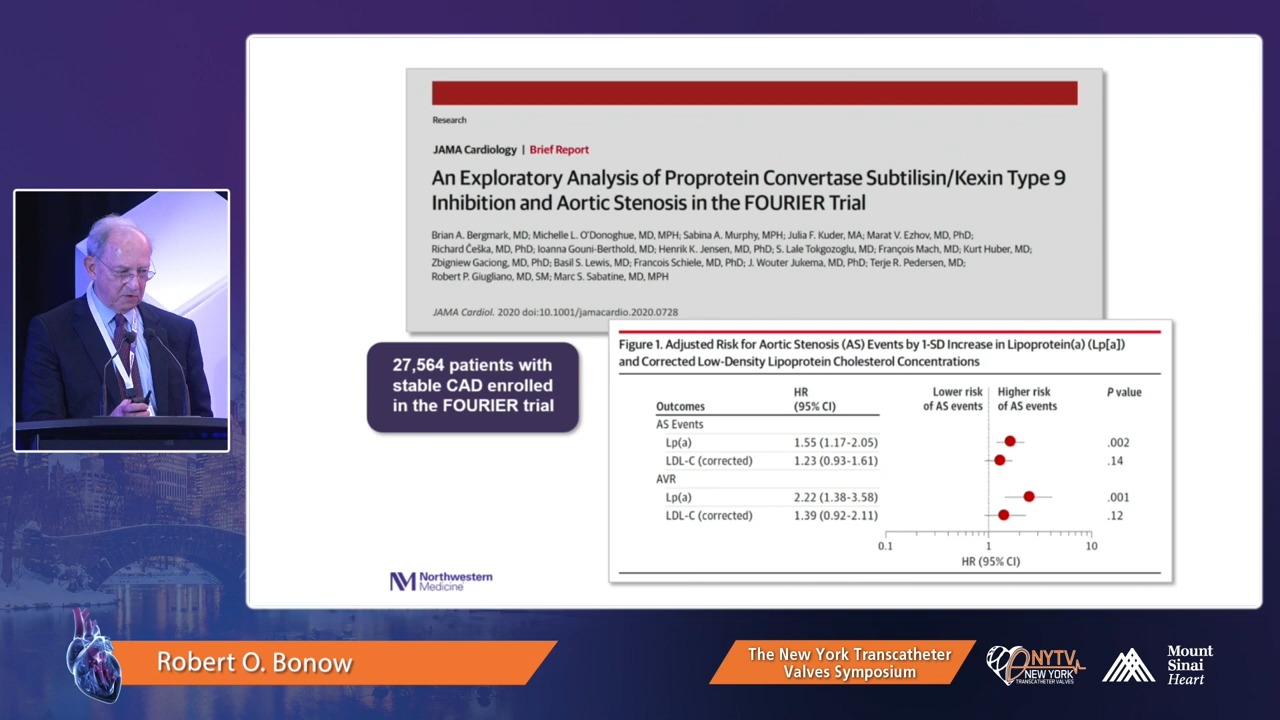 Research
JAMA Cardiology | Brief Report
An Exploratory Analysis of Proprotein Convertase Subtilisin/Kexin Type 9
Inhibition and Aortic Stenosis in the FOURIER Trial
Brian A. Bergmark, MD; Michelle L. O'Donoghue, MD, MPH; Sabina A. Murphy, MPH; Julia F. Kuder, MA; Marat V. Ezhov, MD, PhD;
Richard Češka, MD, PhD; Ioanna Gouni-Berthold, MD; Henrik K. Jensen, MD, PhD; S. Lale Tokgozoglu, MD; François Mach, MD; Kurt Huber, MD;
Zbigniew Gaciong, MD, PhD; Basil S. Lewis, MD; Francois Schiele, MD, PhD; J. Wouter Jukema, MD, PhD; Terje R. Pedersen, MD;
Robert P. Giugliano, MD, SM; Marc S. Sabatine, MD, MPH
JAMA Cardiol. 2020 doi:10.1001/jamacardio.2020.0728
27,564 patients with
stable CAD enrolled
in the FOURIER trial
Figure 1. Adjusted Risk for Aortic Stenosis (AS) Events by 1-SD Increase in Lipoprotein(a) (Lp[a])
and Corrected Low-Density Lipoprotein Cholesterol Concentrations
Outcomes HR (95% CI) Lower risk of AS events Higher risk of AS events P value
AS Events
Lp(a) 1.55 (1.17-2.05) .002
LDL-C (corrected) 1.23 (0.93-1.61) .14
AVR
Lp(a) 2.22 (1.38-3.58) .001
LDL-C (corrected) 1.39 (0.92-2.11) .12
0.1 1 10
HR (95% CI)
NM Northwestern
Medicine
Robert O. Bonow
The New York Transcatheter
Valves Symposium
NYTV
NEW YORK
TRANSCATHETER VALVES
Mount
Sinai
Heart